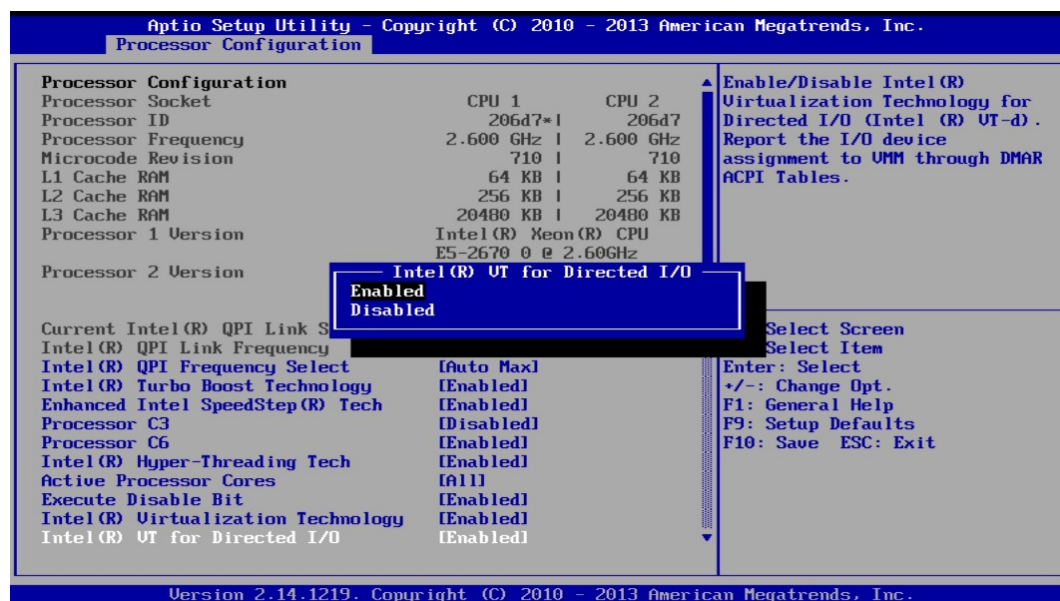 Aptio Setup Utility - Copyright (C) 2010 - 2013 American Megatrends, Inc.
Processor Configuration
Processor Configuration
Processor Socket CPU 1 CPU 2
Processor ID 206d7*| 206d7
Processor Frequency 2.600 GHz | 2.600 GHz
Microcode Revision 710 | 710
L1 Cache RAM 64 KB | 64 KB
L2 Cache RAM 256 KB | 256 KB
L3 Cache RAM 20480 KB | 20480 KB
Processor 1 Version Intel(R) Xeon(R) CPU
E5-2670 0 @ 2.60GHz
Processor 2 Version
Intel(R) VT for Directed I/O
Enabled
Disabled
Current Intel(R) QPI Link
Intel(R) QPI Link Frequency
Intel(R) QPI Frequency Select [Auto Max]
Intel(R) Turbo Boost Technology [Enabled]
Enhanced Intel SpeedStep(R) Tech [Enabled]
Processor C3 [Disabled]
Processor C6 [Enabled]
Intel(R) Hyper-Threading Tech [Enabled]
Active Processor Cores [All]
Execute Disable Bit [Enabled]
Intel(R) Virtualization Technology [Enabled]
Intel(R) VT for Directed I/O [Enabled]
Enable/Disable Intel(R)
Virtualization Technology for
Directed I/O (Intel (R) VT-d).
Report the I/O device
assignment to VMM through DMAR
ACPI Tables.
Select Screen
Select Item
Enter: Select
+/-: Change Opt.
F1: General Help
F9: Setup Defaults
F10: Save ESC: Exit
Version 2.14.1219. Copyright (C) 2010 - 2013 American Megatrends, Inc.